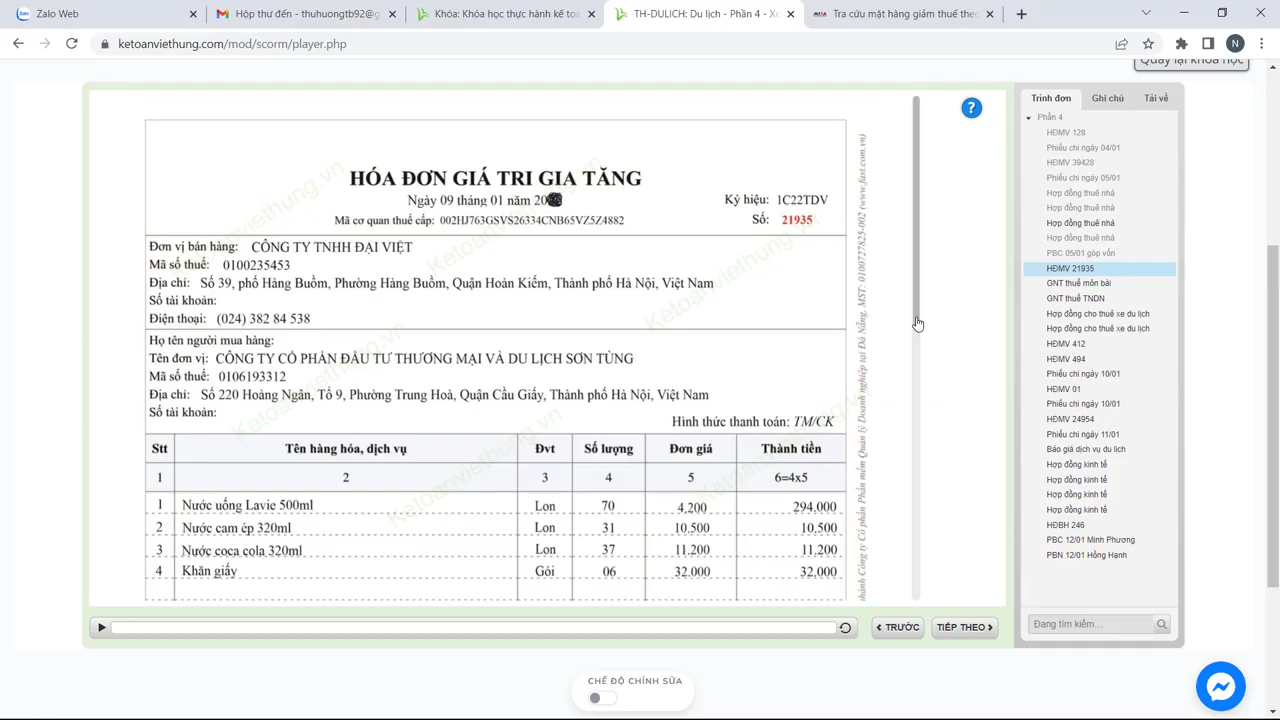 Zalo Web
Hộp thư đến - thuhuongtb92@g
Khóa: Khóa học thực hành kế toá
TH-DULICH: Du lịch - Phần 4 - Xe
Tra cứu mặt hàng giảm thuế theo
ketoanviethung.com/mod/scorm/player.php
N
Quay lại khóa học
Trình đơn
Ghi chú
Tải về
HÓA ĐƠN GIÁ TRỊ GIA TĂNG
Ngày 09 tháng 01 năm
Ký hiệu: 1C22TDV
Mã cơ quan thuế cấp: 002HJ763GSVS26334CNB65VZ5Z4882
Số: 21935
Đơn vị bán hàng: CÔNG TY TNHH ĐẠI VIỆT
Mã số thuế: 0100235453
Địa chỉ: Số 39, phố Hàng Buồm, Phường Hàng Buồm, Quận Hoàn Kiếm, Thành phố Hà Nội, Việt Nam
Số tài khoản:
Điện thoại: (024) 382 84 538
Họ tên người mua hàng:
Tên đơn vị: CÔNG TY CỔ PHẦN ĐẦU TƯ THƯƠNG MẠI VÀ DU LỊCH SƠN TÙNG
Mã số thuế: 0106193312
Địa chỉ: Số 220 Hoàng Ngân, Tổ 9, Phường Trung Hoà, Quận Cầu Giấy, Thành phố Hà Nội, Việt Nam
Số tài khoản:
Hình thức thanh toán: TM/CK
Stt Tên hàng hóa, dịch vụ Đvt Số lượng Đơn giá Thành tiền
1 2 3 4 5 6=4x5
1 Nước uống Lavie 500ml Lon 70 4,200 294,000
2 Nước cam ép 320ml Lon 31 10.500 10.500
3 Nước coca cola 320ml Lon 37 11.200 11.200
4 Khăn giấy Gói 06 32.000 32.000
Phần 4
HĐMV 128
Phiếu chi ngày 04/01
HĐMV 39428
Phiếu chi ngày 05/01
Hợp đồng thuê nhà
Hợp đồng thuê nhà
Hợp đồng thuê nhà
Hợp đồng thuê nhà
PBC 05/01 góp vốn
HĐMV 21935
GNT thuế môn bài
GNT thuế TNDN
Hợp đồng cho thuê xe du lịch
Hợp đồng cho thuê xe du lịch
HĐMV 412
HĐMV 494
Phiếu chi ngày 10/01
HĐMV 01
Phiếu chi ngày 10/01
HĐMV 24954
Phiếu chi ngày 11/01
Báo giá dịch vụ du lịch
Hợp đồng kinh tế
Hợp đồng kinh tế
Hợp đồng kinh tế
Hợp đồng kinh tế
HĐBH 246
PBC 12/01 Minh Phương
PBN 12/01 Hồng Hạnh
Đang tìm kiếm...
TRƯỚC
TIẾP THEO
CHẾ ĐỘ CHỈNH SỬA